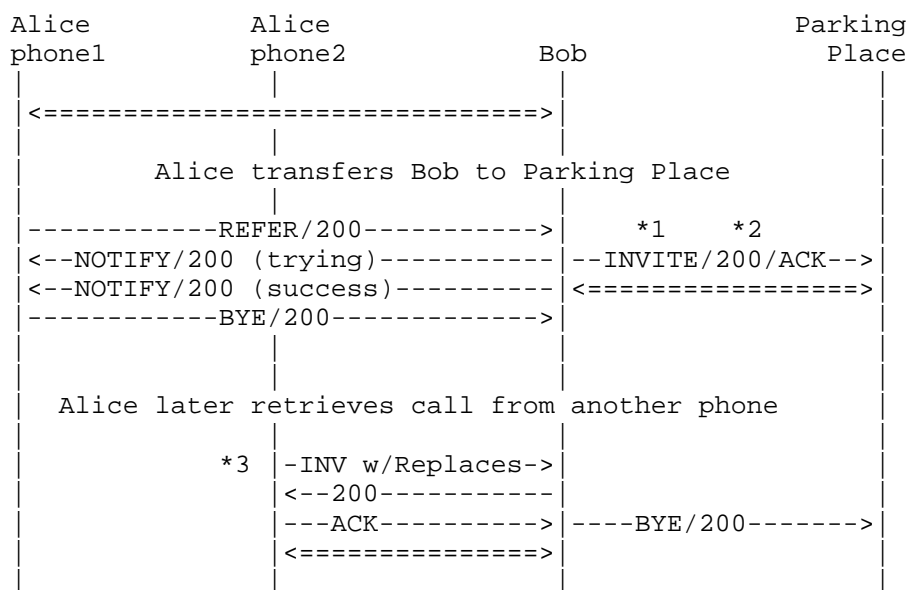 Alice          Alice                               Parking
phone1         phone2            Bob               Place
|               |                 |                   |
|<===============================>|                   |
|               |                 |                   |
|        Alice transfers Bob to Parking Place         |
|               |                 |                   |
|------------REFER/200----------->|    *1    *2       |
|<--NOTIFY/200 (trying)-----------|--INVITE/200/ACK-->|
|<--NOTIFY/200 (success)----------|<=================>|
|------------BYE/200------------->|                   |
|               |                 |                   |
|               |                 |                   |
|  Alice later retrieves call from another phone      |
|               |                 |                   |
|            *3 |-INV w/Replaces->|                   |
|               |<--200-----------|                   |
|               |---ACK---------->|----BYE/200------->|
|               |<===============>|                   |
|               |                 |                   |